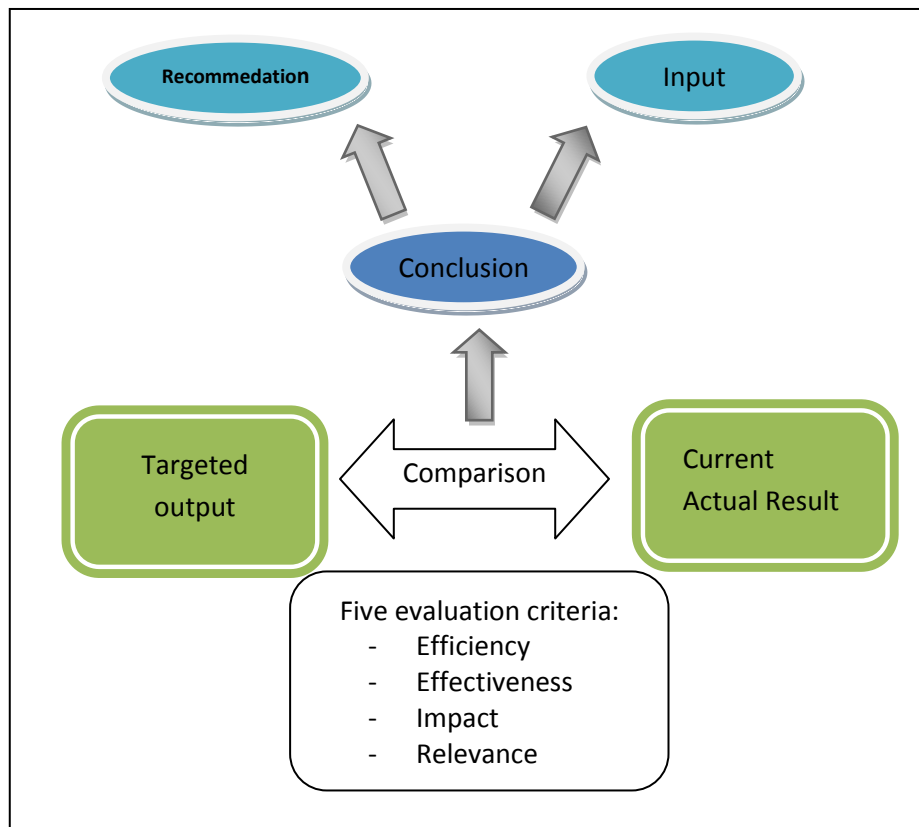 Recommedation
Input
Conclusion
Targeted
output
Comparison
Current
Actual Result
Five evaluation criteria:
- Efficiency
- Effectiveness
- Impact
- Relevance